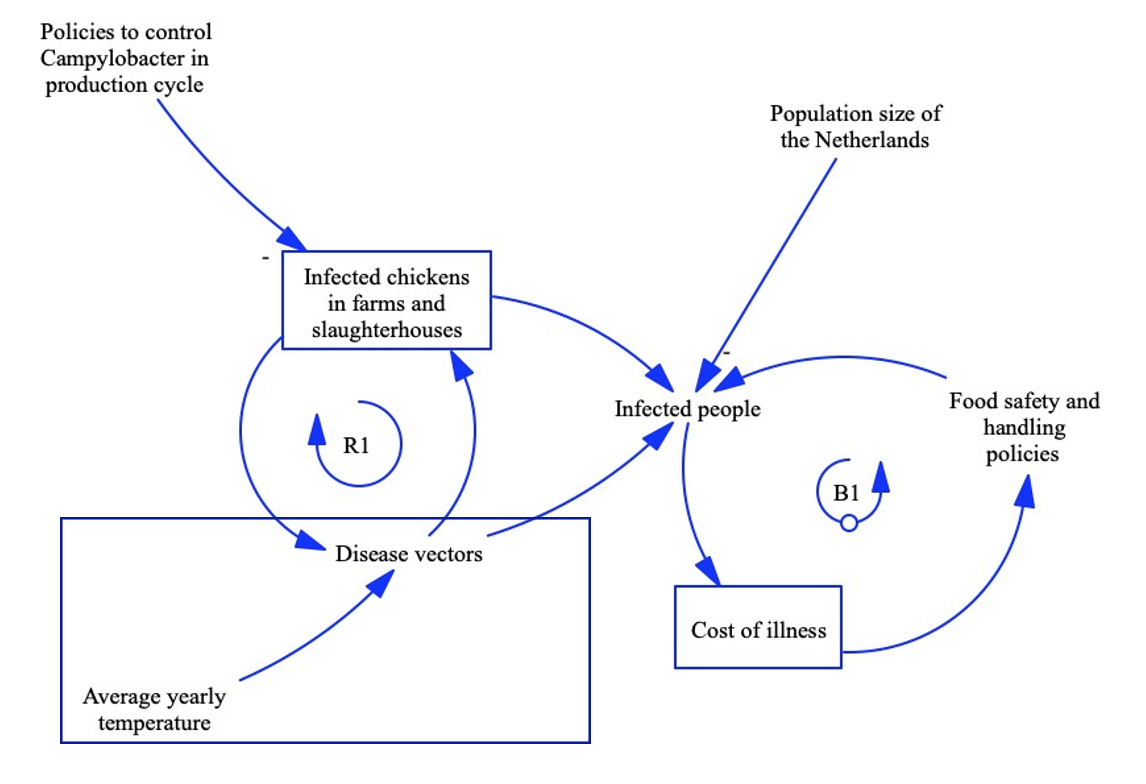 Policies to control
Campylobacter in
production cycle
Population size of
the Netherlands
-
Infected chickens
in farms and
slaughterhouses
-
Infected people
Food safety and
handling
policies
R1
B1
Disease vectors
Cost of illness
Average yearly
temperature